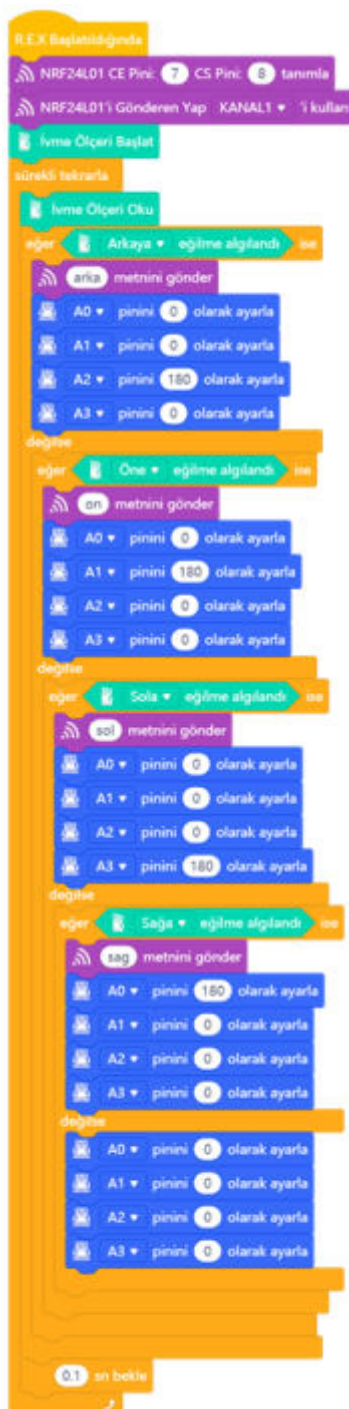 R.E.X Başlatıldığında
NRF24L01 CE Pini: 7 CS Pini: 8 tanımla
NRF24L01'i Gönderen Yap KANAL1 'i kullan
İvme Ölçeri Başlat
sürekli tekrarla
İvme Ölçeri Oku
eğer Arkaya eğilme algılandı ise
arka metnini gönder
A0 pinini 0 olarak ayarla
A1 pinini 0 olarak ayarla
A2 pinini 180 olarak ayarla
A3 pinini 0 olarak ayarla
değilse
eğer Öne eğilme algılandı ise
on metnini gönder
A0 pinini 0 olarak ayarla
A1 pinini 180 olarak ayarla
A2 pinini 0 olarak ayarla
A3 pinini 0 olarak ayarla
değilse
eğer Sola eğilme algılandı ise
sol metnini gönder
A0 pinini 0 olarak ayarla
A1 pinini 0 olarak ayarla
A2 pinini 0 olarak ayarla
A3 pinini 180 olarak ayarla
değilse
eğer Sağa eğilme algılandı ise
sag metnini gönder
A0 pinini 180 olarak ayarla
A1 pinini 0 olarak ayarla
A2 pinini 0 olarak ayarla
A3 pinini 0 olarak ayarla
değilse
A0 pinini 0 olarak ayarla
A1 pinini 0 olarak ayarla
A2 pinini 0 olarak ayarla
A3 pinini 0 olarak ayarla
0.1 sn bekle